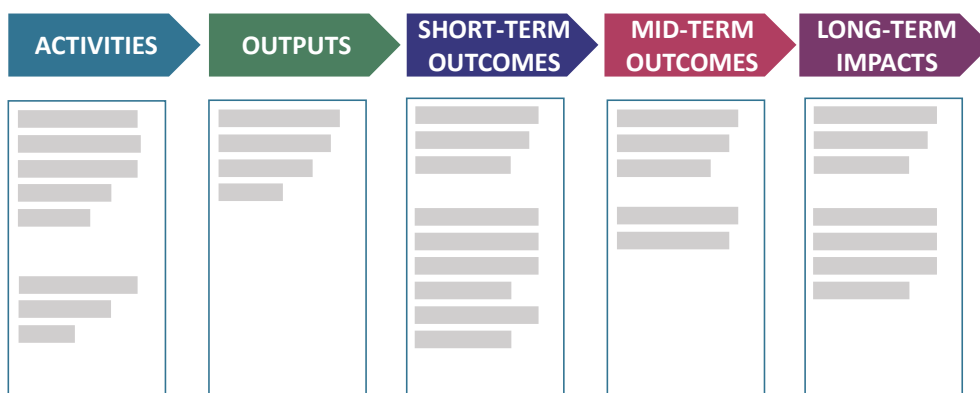 ACTIVITIES
OUTPUTS
SHORT-TERM
OUTCOMES
MID-TERM
OUTCOMES
LONG-TERM
IMPACTS